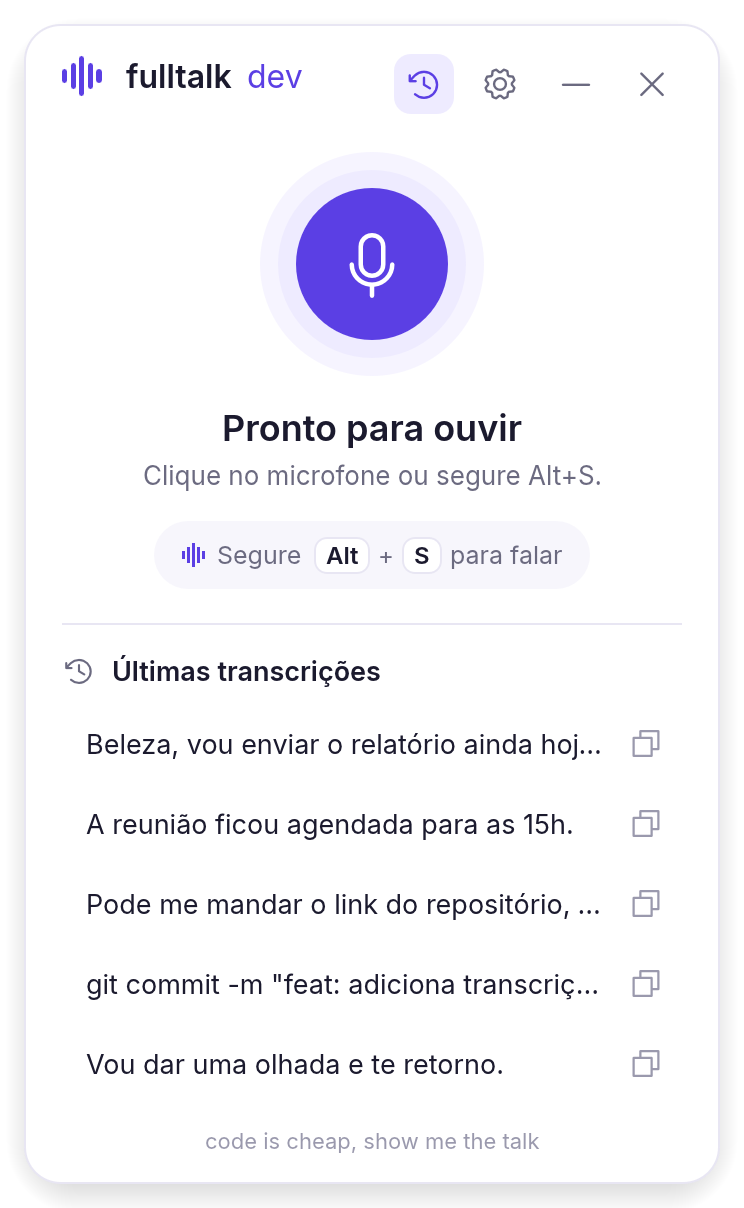 fulltalk dev
Pronto para ouvir
Clique no microfone ou segure Alt+S.
Segure Alt + S para falar
Últimas transcrições
Beleza, vou enviar o relatório ainda hoj...
A reunião ficou agendada para as 15h.
Pode me mandar o link do repositório, ...
git commit -m "feat: adiciona transcriç...
Vou dar uma olhada e te retorno.
code is cheap, show me the talk